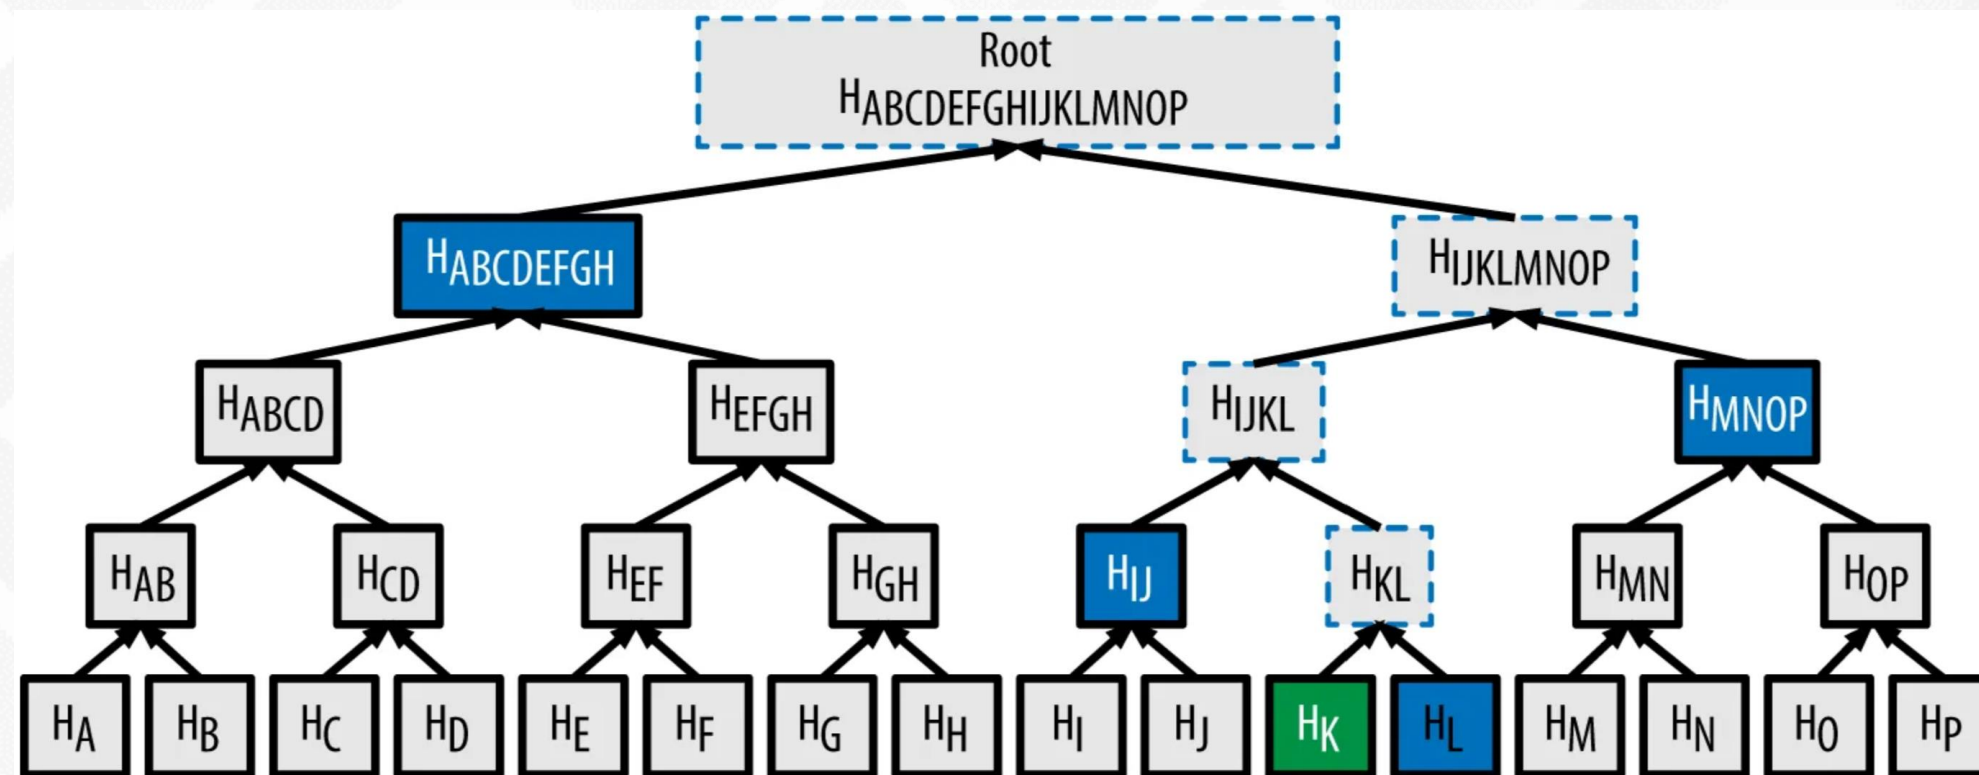 Root
HABCDEFGHIJKLMNOP
HABCDEFGH
HIJKLMNOP
HABCD
HEFGH
HIJKL
HMNOP
HAB
HCD
HEF
HGH
HIJ
HKL
HMN
HOP
HA
HB
HC
HD
HE
HF
HG
HH
HI
HJ
HK
HL
HM
HN
HO
HP